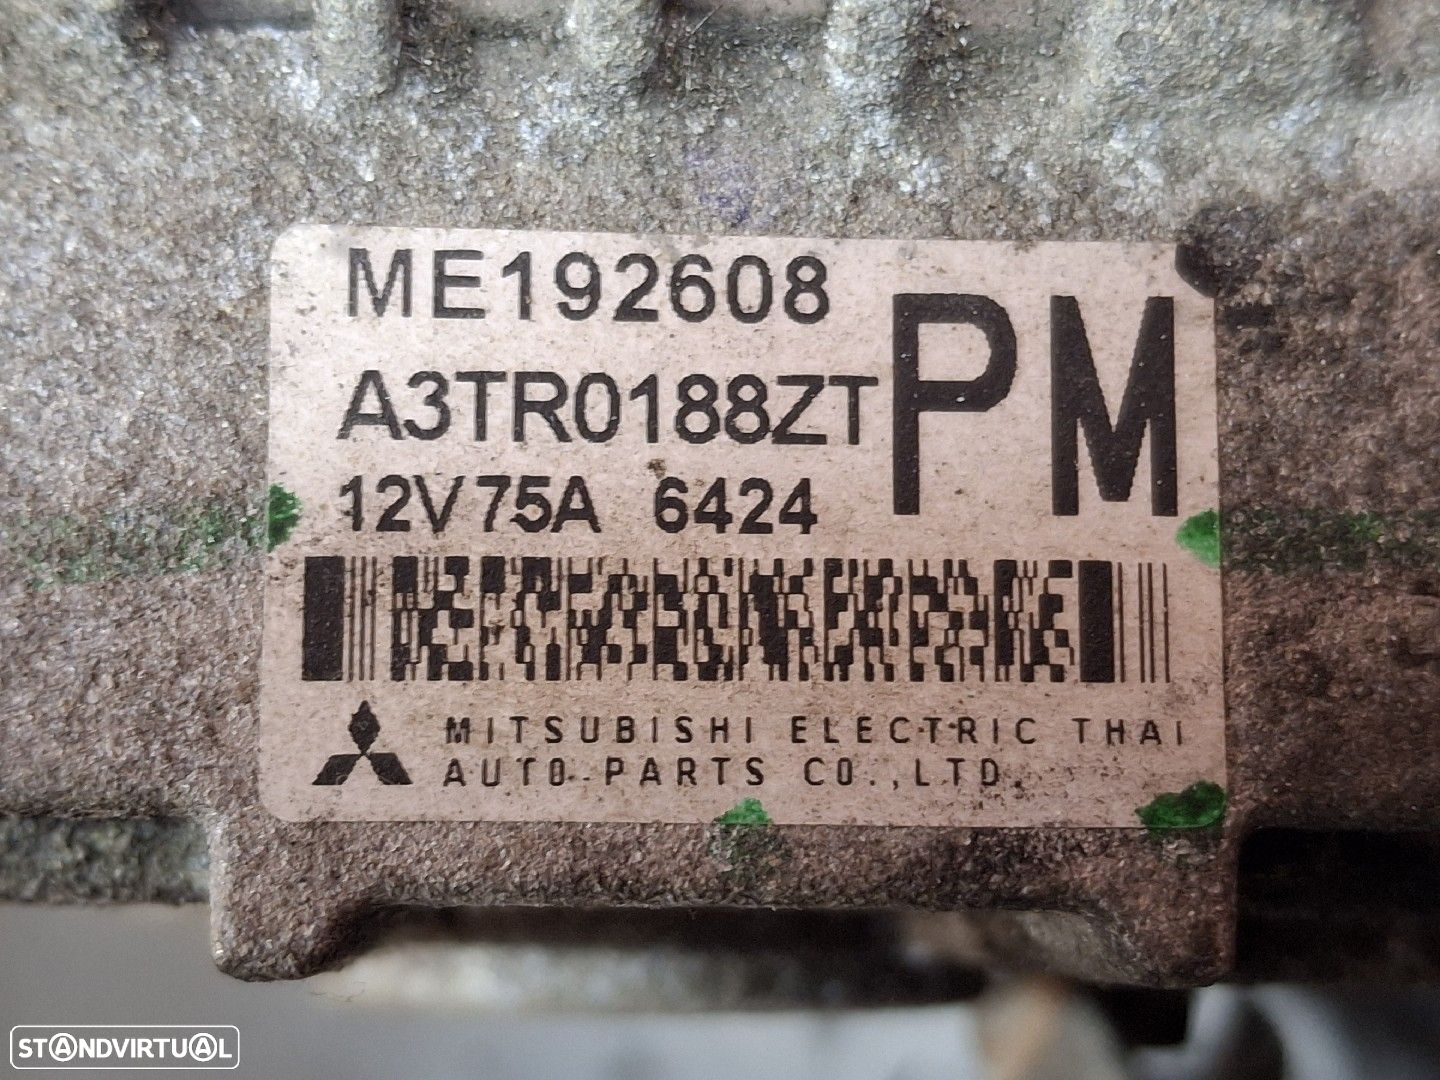 ME192608
A3TR0188ZT
PM
12V75A 6424
MITSUBISHI ELECTRIC THAI
AUTO-PARTS CO.,LTD.
STANDVIRTUAL